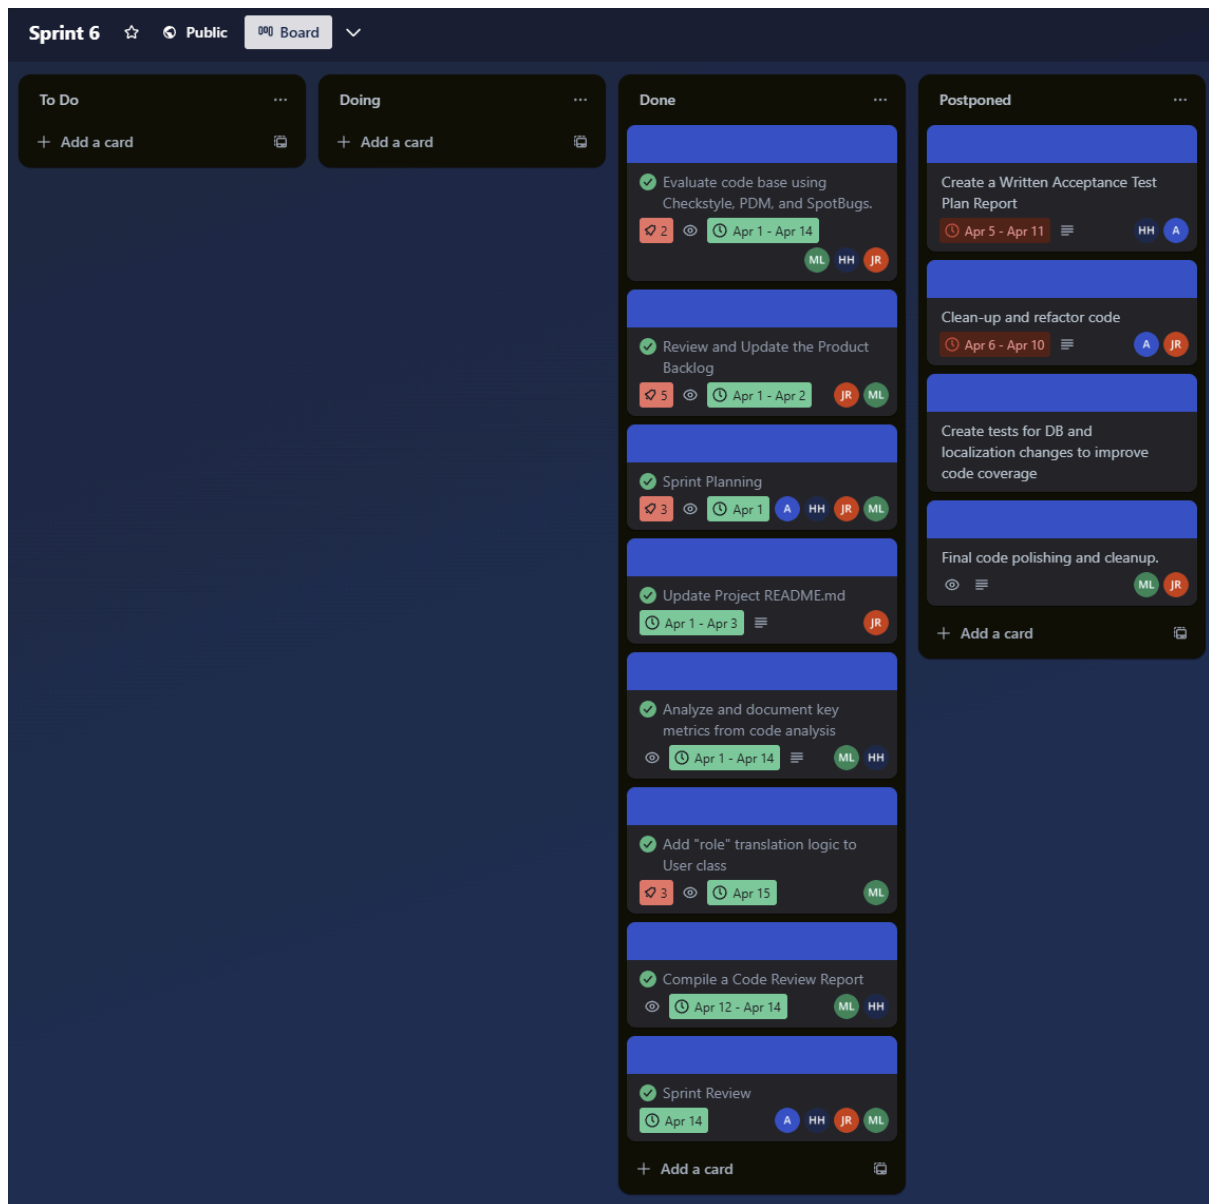 Sprint 6
Public
Board
To Do
Add a card
Doing
Add a card
Done
Evaluate code base using
Checkstyle, PDM, and SpotBugs.
2
Apr 1 - Apr 14
ML HH JR
Review and Update the Product
Backlog
5
Apr 1 - Apr 2
JR ML
Sprint Planning
3
Apr 1
A HH JR ML
Update Project README.md
Apr 1 - Apr 3
JR
Analyze and document key
metrics from code analysis
Apr 1 - Apr 14
ML HH
Add "role" translation logic to
User class
3
Apr 15
ML
Compile a Code Review Report
Apr 12 - Apr 14
ML HH
Sprint Review
Apr 14
A HH JR ML
Add a card
Postponed
Create a Written Acceptance Test
Plan Report
Apr 5 - Apr 11
HH A
Clean-up and refactor code
Apr 6 - Apr 10
A JR
Create tests for DB and
localization changes to improve
code coverage
Final code polishing and cleanup.
ML JR
Add a card